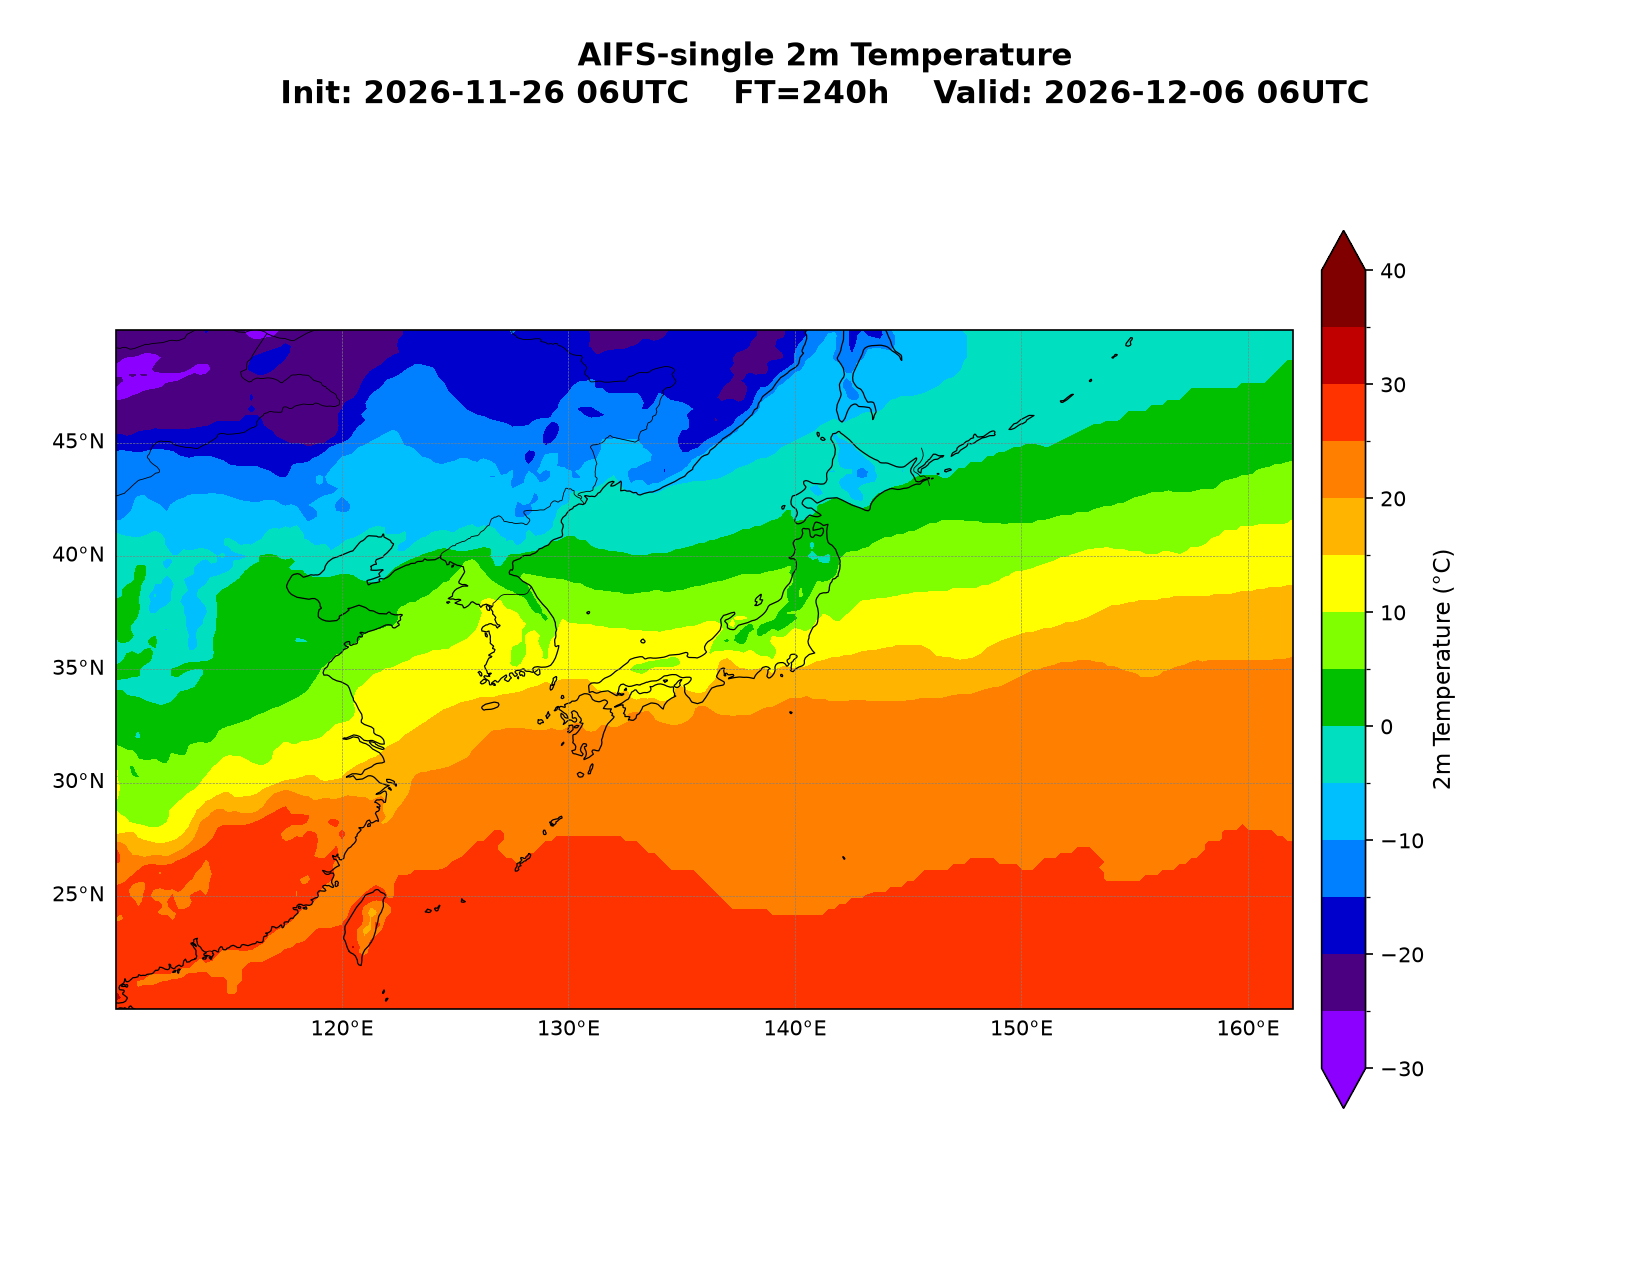 AIFS-single 2m Temperature
Init: 2026-11-26 06UTC    FT=240h    Valid: 2026-12-06 06UTC
45°N
40°N
35°N
30°N
25°N
120°E
130°E
140°E
150°E
160°E
40
30
20
10
0
−10
−20
−30
2m Temperature (°C)